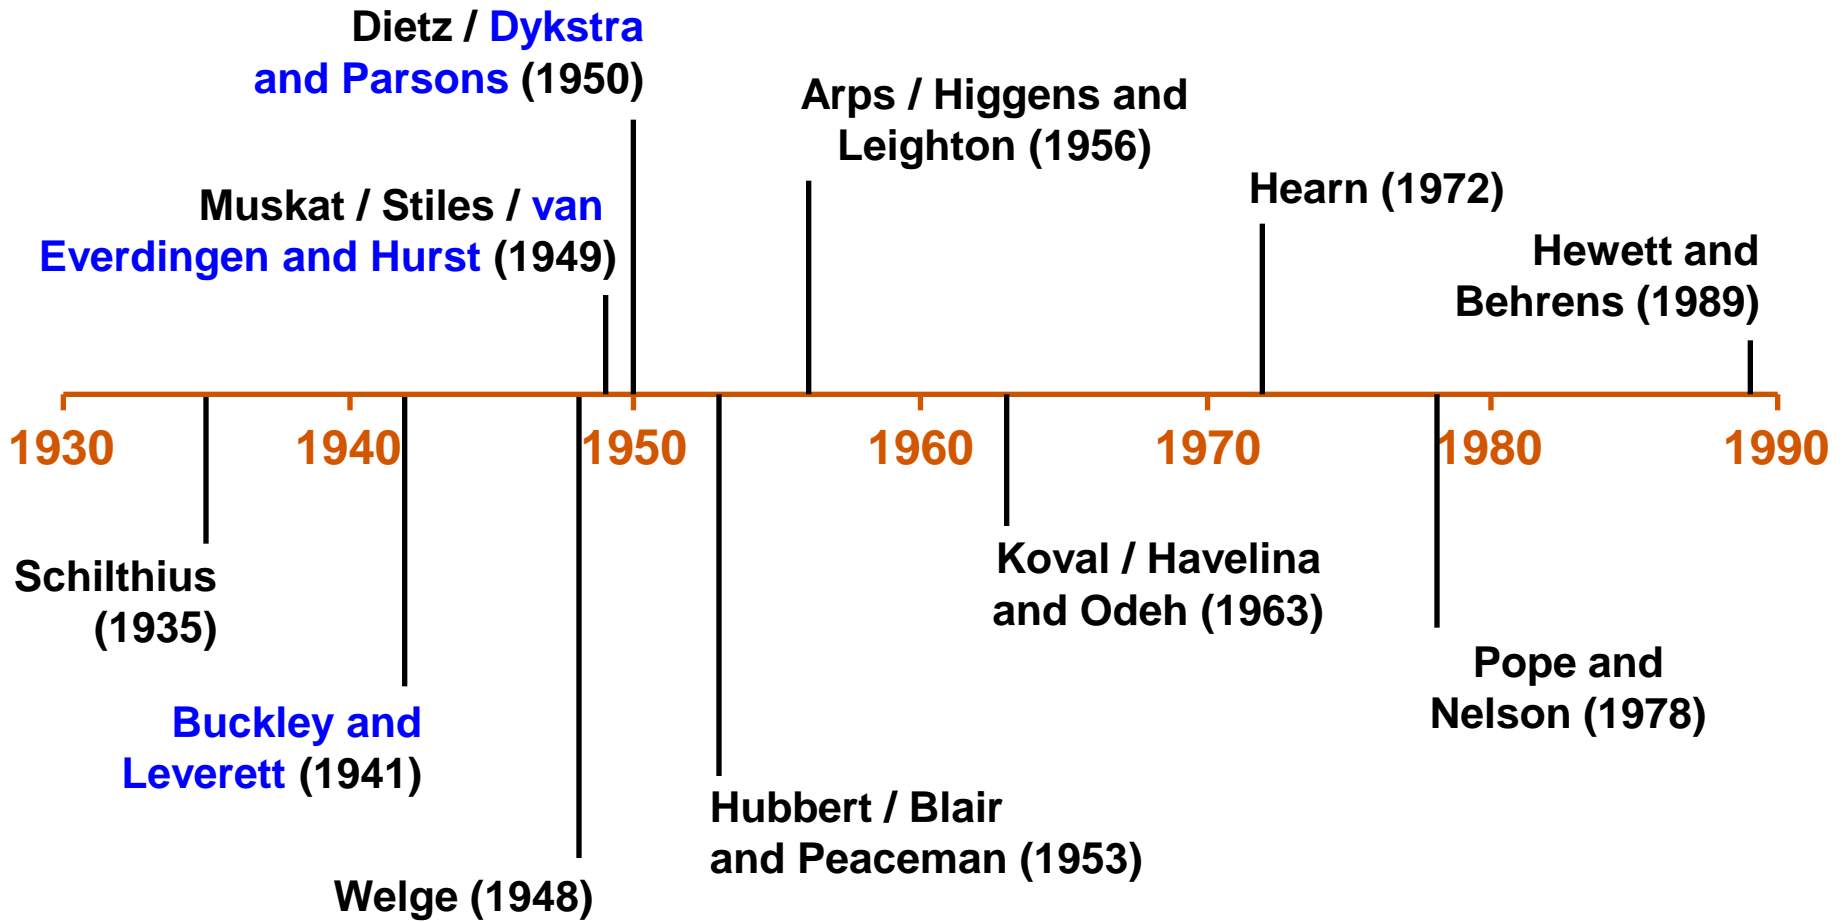 Dietz / Dykstra
and Parsons (1950)
Arps / Higgens and
Leighton (1956)
Muskat / Stiles / van
Everdingen and Hurst (1949)
Hearn (1972)
Hewett and
Behrens (1989)
1930 1940 1950 1960 1970 1980 1990
Schilthius
(1935)
Koval / Havelina
and Odeh (1963)
Pope and
Nelson (1978)
Buckley and
Leverett (1941)
Hubbert / Blair
and Peaceman (1953)
Welge (1948)